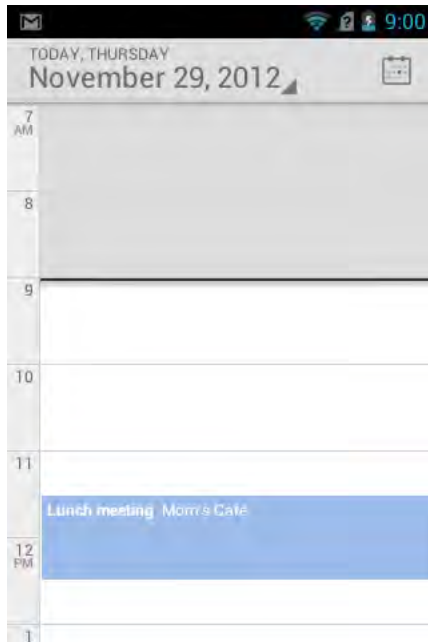 9:00
TODAY, THURSDAY
November 29, 2012
7
AM
8
9
10
11
Lunch meeting Mom's Café
12
PM
1